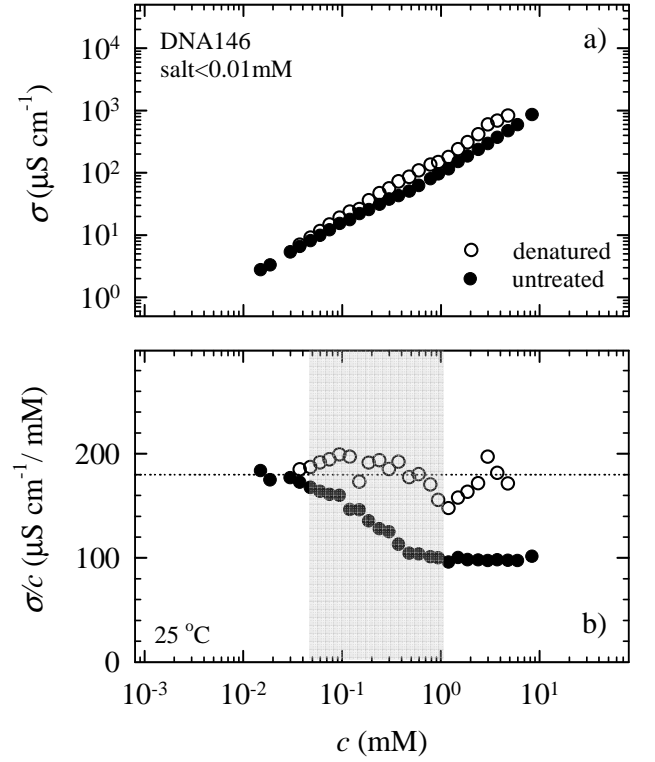 DNA146
salt<0.01mM
a)
10⁴
10³
10²
10¹
10⁰
σ (μS cm⁻¹)
denatured
untreated
200
100
0
σ/c (μS cm⁻¹/ mM)
25 °C
b)
10⁻³ 10⁻² 10⁻¹ 10⁰ 10¹
c (mM)